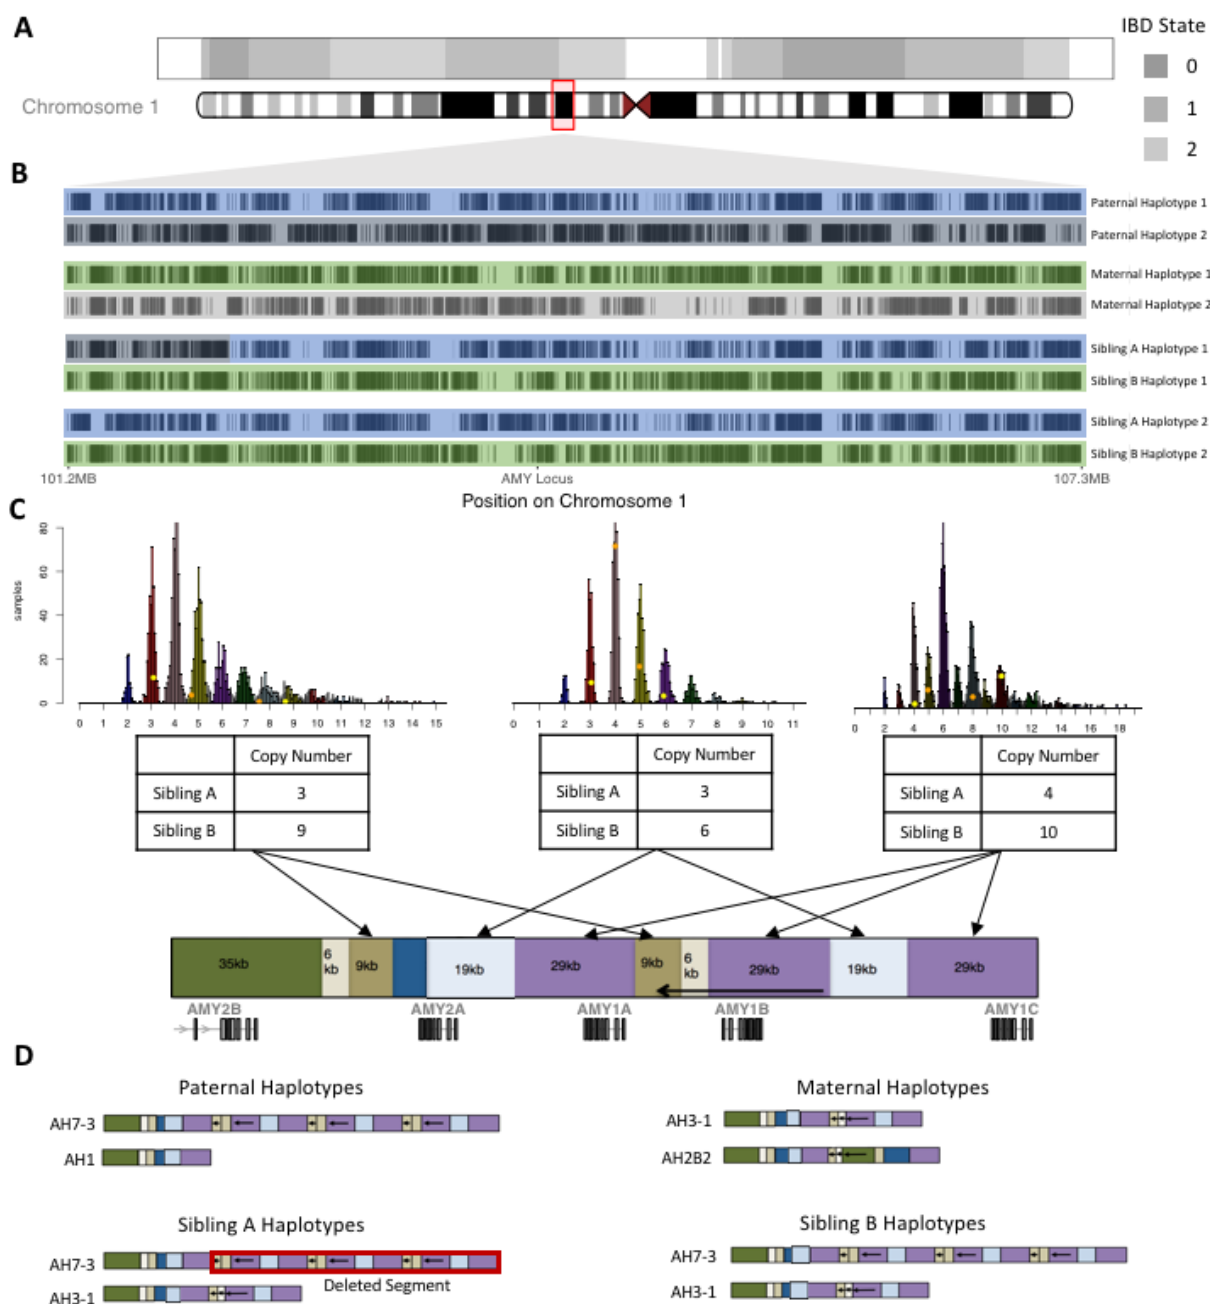 A
IBD State
0
Chromosome 1
1
2
B
Paternal Haplotype 1
Paternal Haplotype 2
Maternal Haplotype 1
Maternal Haplotype 2
Sibling A Haplotype 1
Sibling B Haplotype 1
Sibling A Haplotype 2
Sibling B Haplotype 2
101.2MB AMY Locus 107.3MB
Position on Chromosome 1
C
samples
80
60
40
20
0
0 1 2 3 4 5 6 7 8 9 10 11 12 13 14 15
0 1 2 3 4 5 6 7 8 9 10 11
0 2 4 6 8 10 12 14 16 18
Copy Number
Sibling A 3
Sibling B 9
Copy Number
Sibling A 3
Sibling B 6
Copy Number
Sibling A 4
Sibling B 10
35kb 6 kb 9kb 19kb 29kb 9kb 6 kb 29kb 19kb 29kb
AMY2B AMY2A AMY1A AMY1B AMY1C
D
Paternal Haplotypes
AH7-3
AH1
Maternal Haplotypes
AH3-1
AH2B2
Sibling A Haplotypes
AH7-3
Deleted Segment
AH3-1
Sibling B Haplotypes
AH7-3
AH3-1